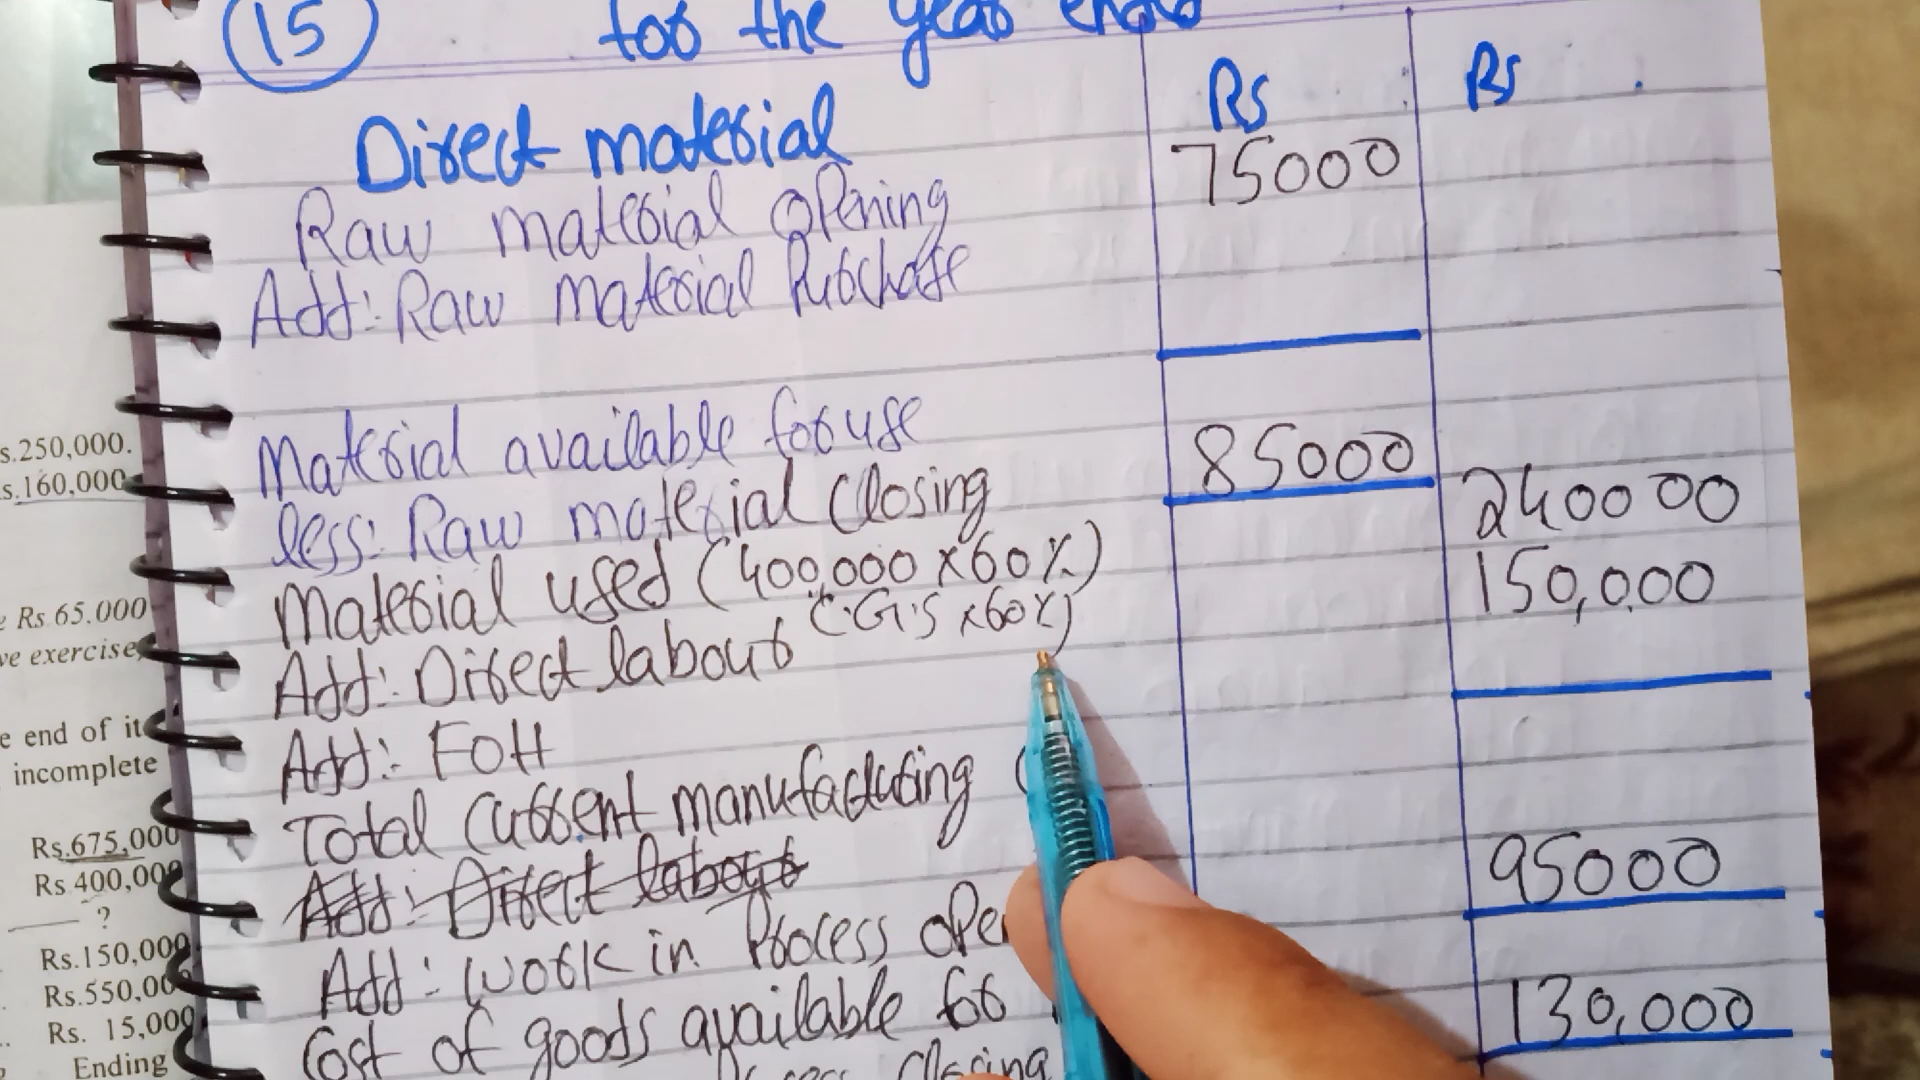 15 for the year ende
Rs Rs
Direct material
Raw material opening 75000
Add: Raw material Purchase
Material available for use
less: Raw material Closing 85000
Material used (400,000 x 60%) 240000
Add: Direct labour (C.G.S x 60%) 150,000
Add: FOH
Total Current manufacturing
Add: Direct labour
Add: work in Process ope 95000
Cost of goods available for
Closing 130,000
s.250,000.
s.160,000
Rs.65.000
ve exercise,
e end of it
incomplete
Rs.675,000
Rs 400,000
?
Rs.150,000
Rs.550,00
Rs. 15,000
Ending